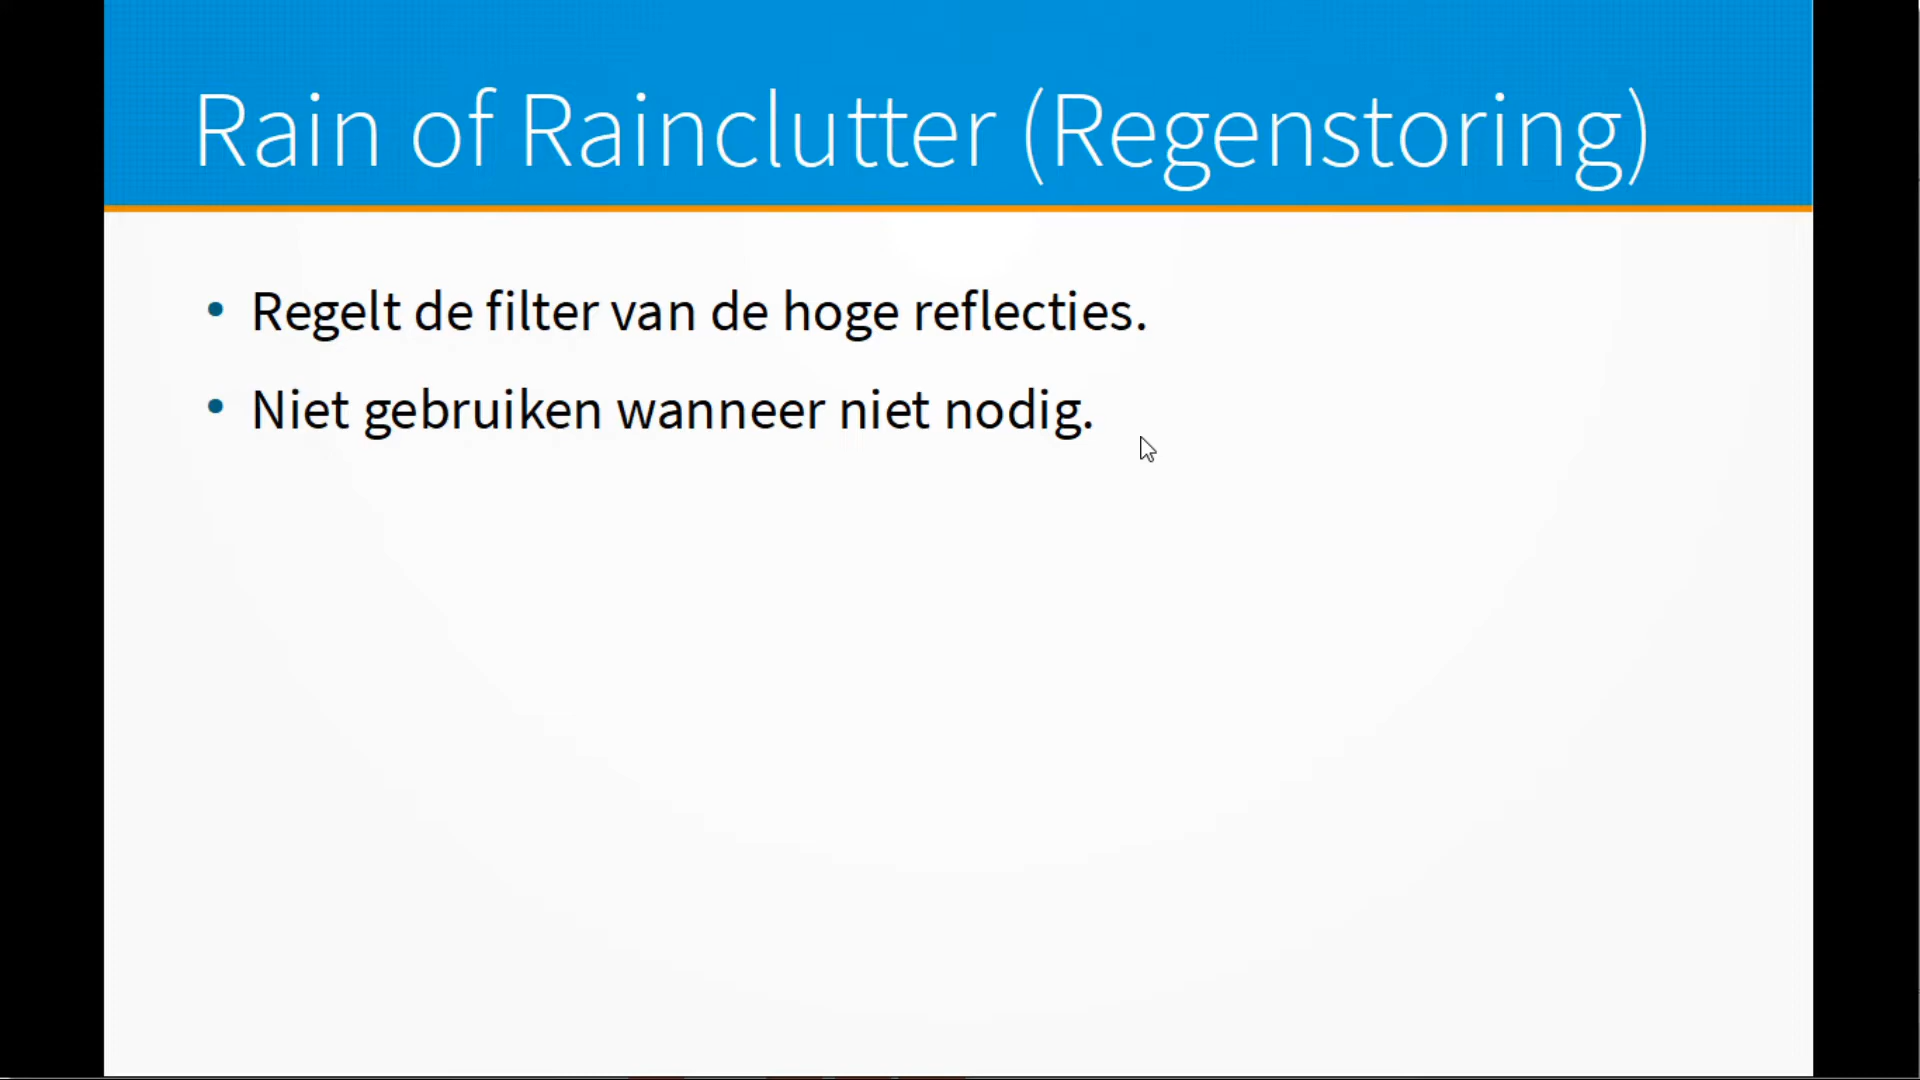 Rain of Rainclutter (Regenstoring)
• Regelt de filter van de hoge reflecties.
• Niet gebruiken wanneer niet nodig.